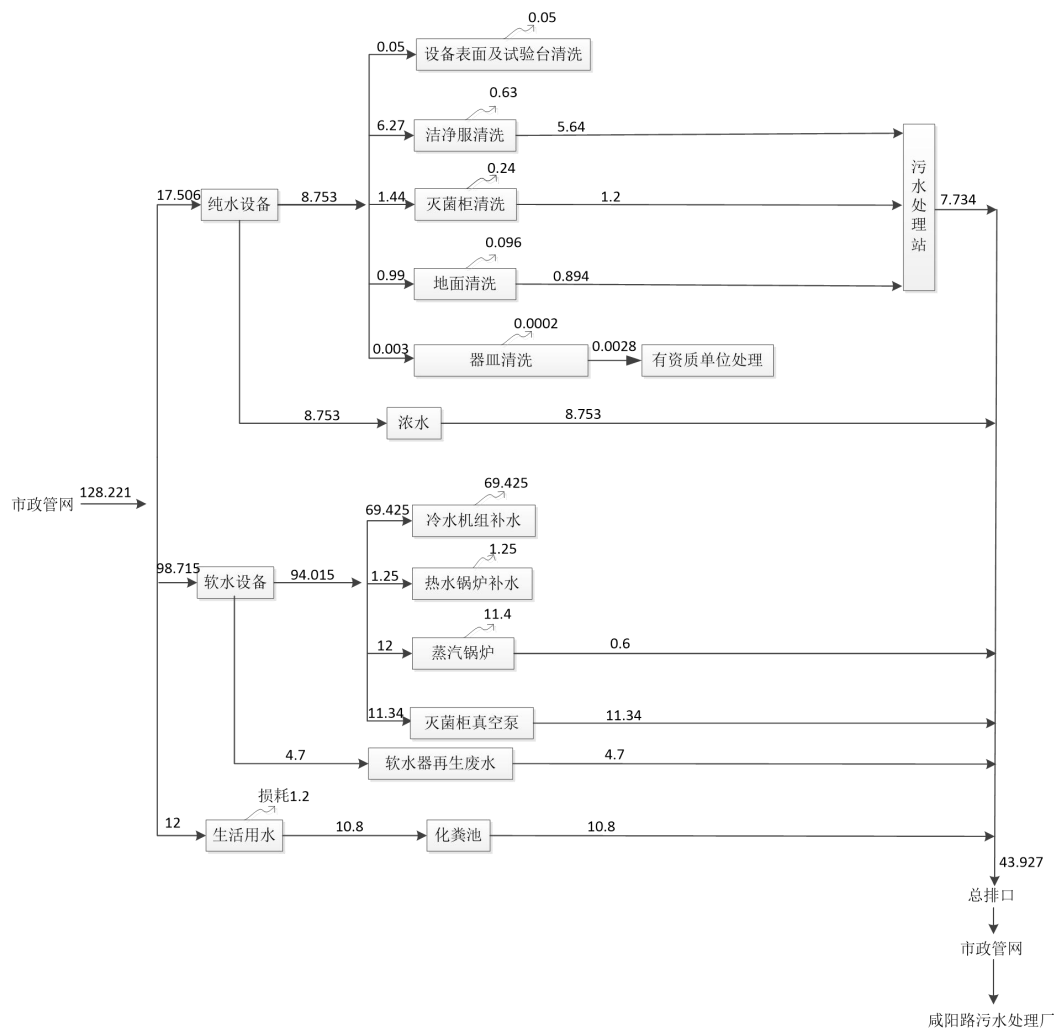 0.05
0.05
设备表面及试验台清洗
0.63
6.27
洁净服清洗
5.64
污水处理站
0.24
17.506
纯水设备
8.753
1.44
灭菌柜清洗
1.2
7.734
0.096
0.99
地面清洗
0.894
0.0002
0.003
器皿清洗
0.0028
有资质单位处理
8.753
浓水
8.753
市政管网
128.221
69.425
69.425
冷水机组补水
1.25
98.715
软水设备
94.015
1.25
热水锅炉补水
11.4
12
蒸汽锅炉
0.6
11.34
灭菌柜真空泵
11.34
4.7
软水器再生废水
4.7
损耗1.2
12
生活用水
10.8
化粪池
10.8
43.927
总排口
市政管网
咸阳路污水处理厂